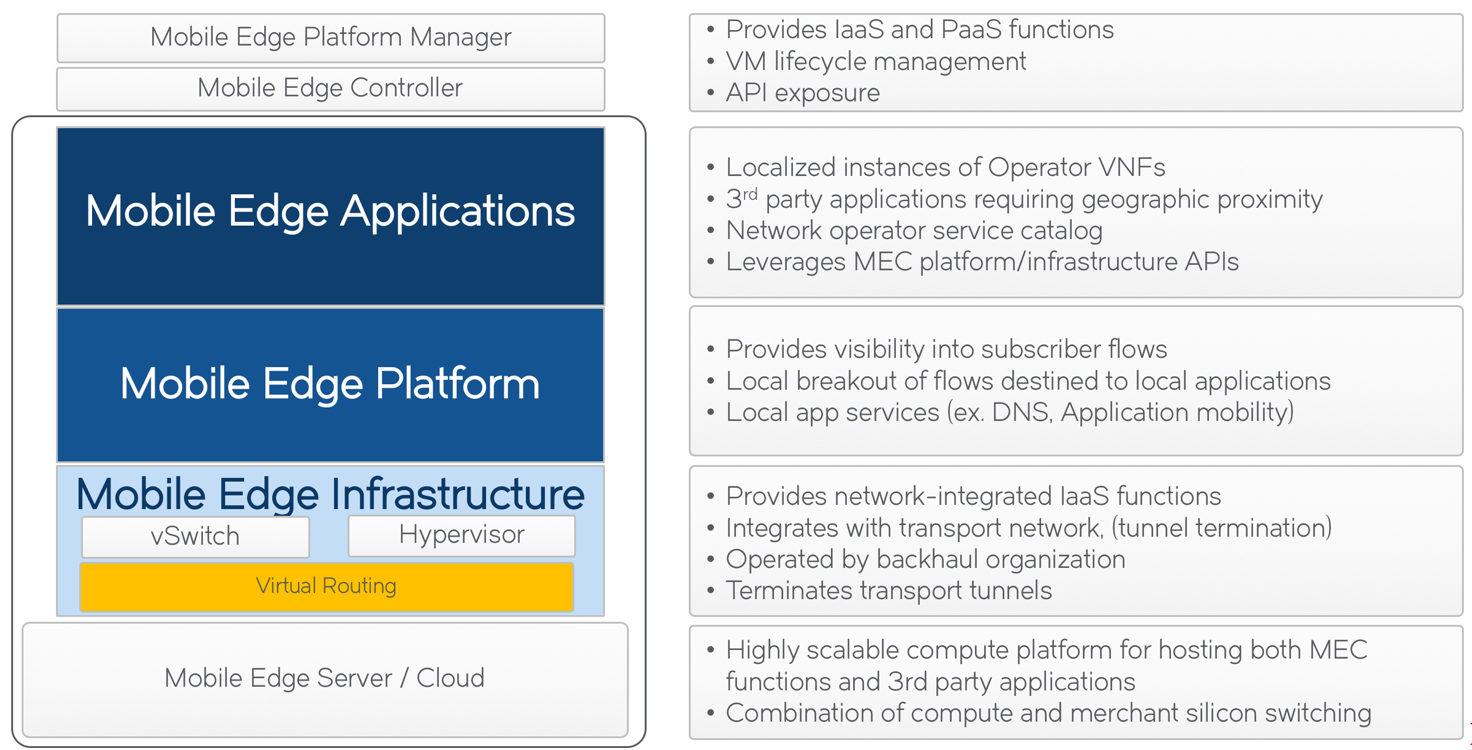 Mobile Edge Platform Manager
Mobile Edge Controller
• Provides IaaS and PaaS functions
• VM lifecycle management
• API exposure
Mobile Edge Applications
• Localized instances of Operator VNFs
• 3rd party applications requiring geographic proximity
• Network operator service catalog
• Leverages MEC platform/infrastructure APIs
Mobile Edge Platform
• Provides visibility into subscriber flows
• Local breakout of flows destined to local applications
• Local app services (ex. DNS, Application mobility)
Mobile Edge Infrastructure
vSwitch
Hypervisor
Virtual Routing
• Provides network-integrated IaaS functions
• Integrates with transport network, (tunnel termination)
• Operated by backhaul organization
• Terminates transport tunnels
Mobile Edge Server / Cloud
• Highly scalable compute platform for hosting both MEC
functions and 3rd party applications
• Combination of compute and merchant silicon switching